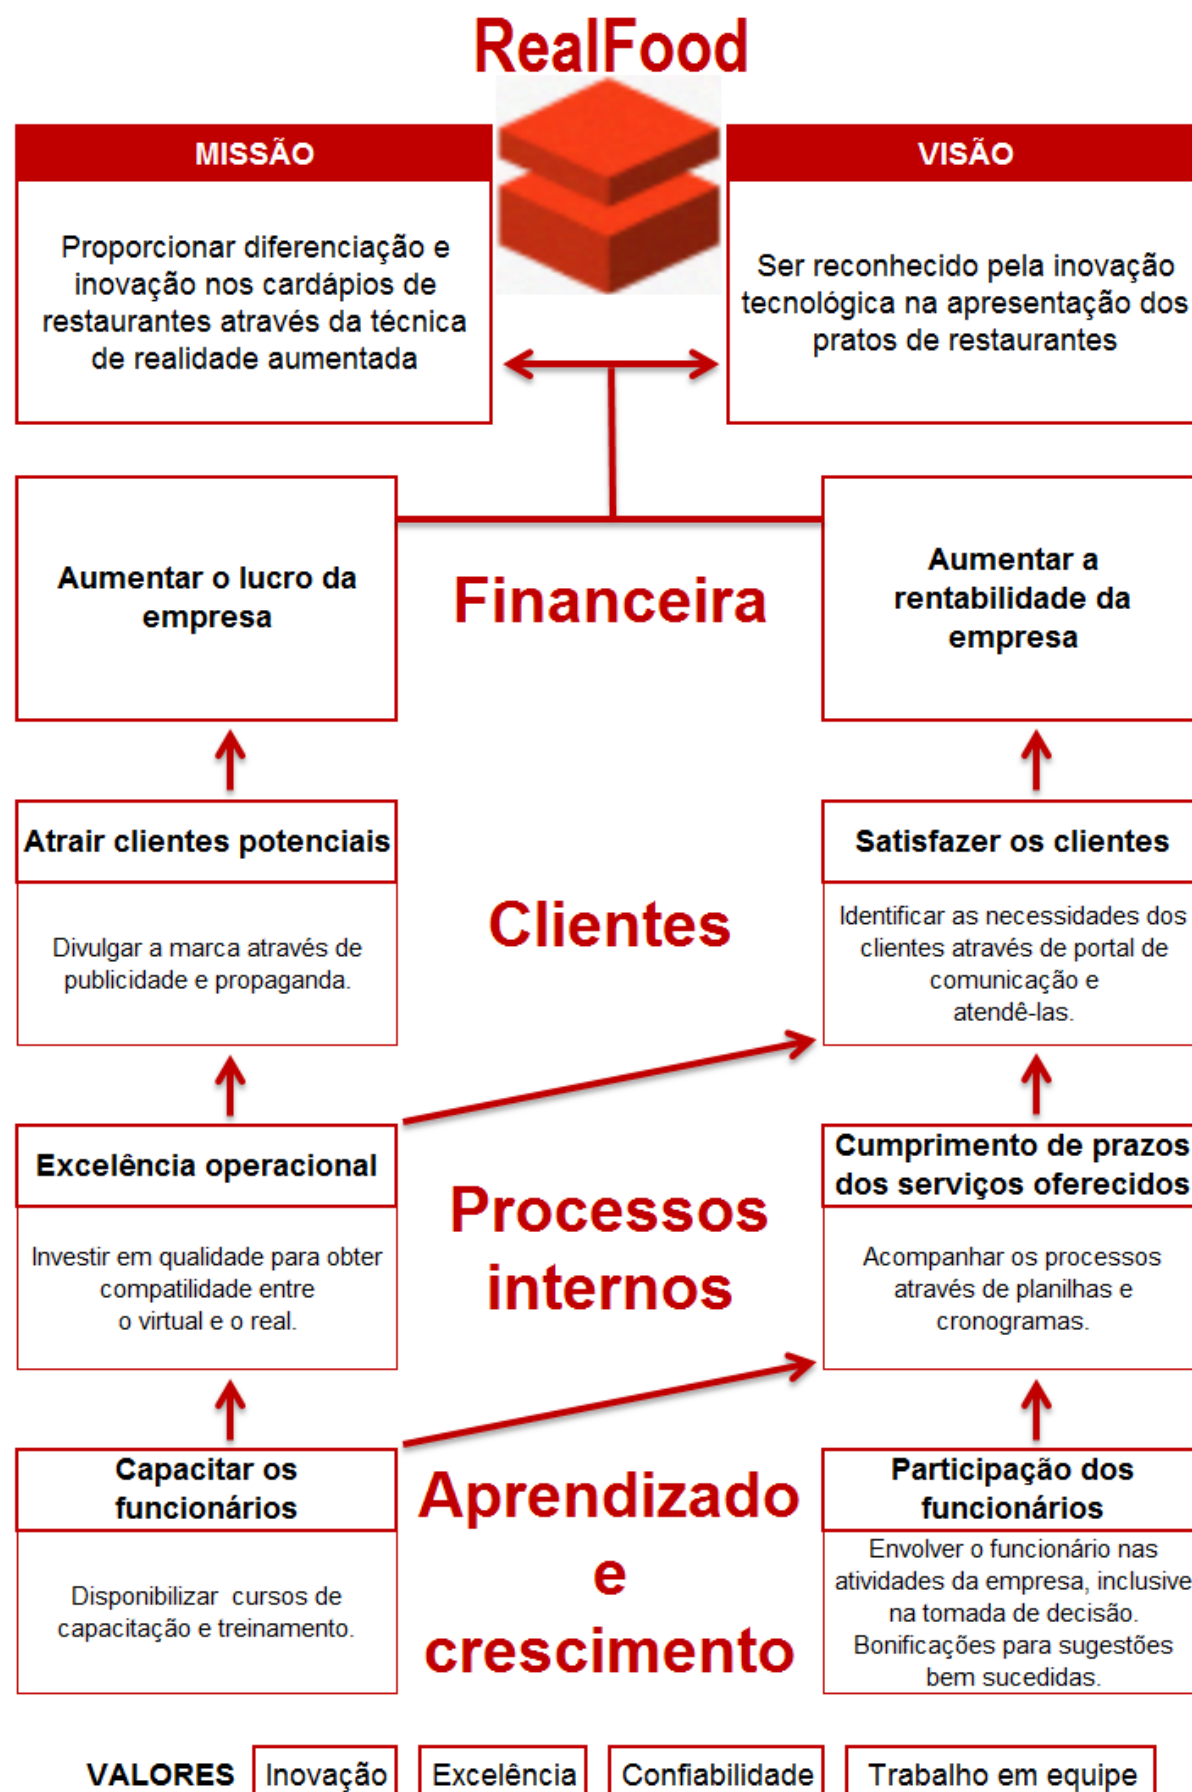 RealFood
MISSÃO
Proporcionar diferenciação e
inovação nos cardápios de
restaurantes através da técnica
de realidade aumentada
VISÃO
Ser reconhecido pela inovação
tecnológica na apresentação dos
pratos de restaurantes
Aumentar o lucro da
empresa
Financeira
Aumentar a
rentabilidade da
empresa
Atrair clientes potenciais
Divulgar a marca através de
publicidade e propaganda.
Clientes
Satisfazer os clientes
Identificar as necessidades dos
clientes através de portal de
comunicação e
atendê-las.
Excelência operacional
Investir em qualidade para obter
compatilidade entre
o virtual e o real.
Processos
internos
Cumprimento de prazos
dos serviços oferecidos
Acompanhar os processos
através de planilhas e
cronogramas.
Capacitar os
funcionários
Disponibilizar  cursos de
capacitação e treinamento.
Aprendizado
e
crescimento
Participação dos
funcionários
Envolver o funcionário nas
atividades da empresa, inclusive
na tomada de decisão.
Bonificações para sugestões
bem sucedidas.
VALORES Inovação Excelência Confiabilidade Trabalho em equipe